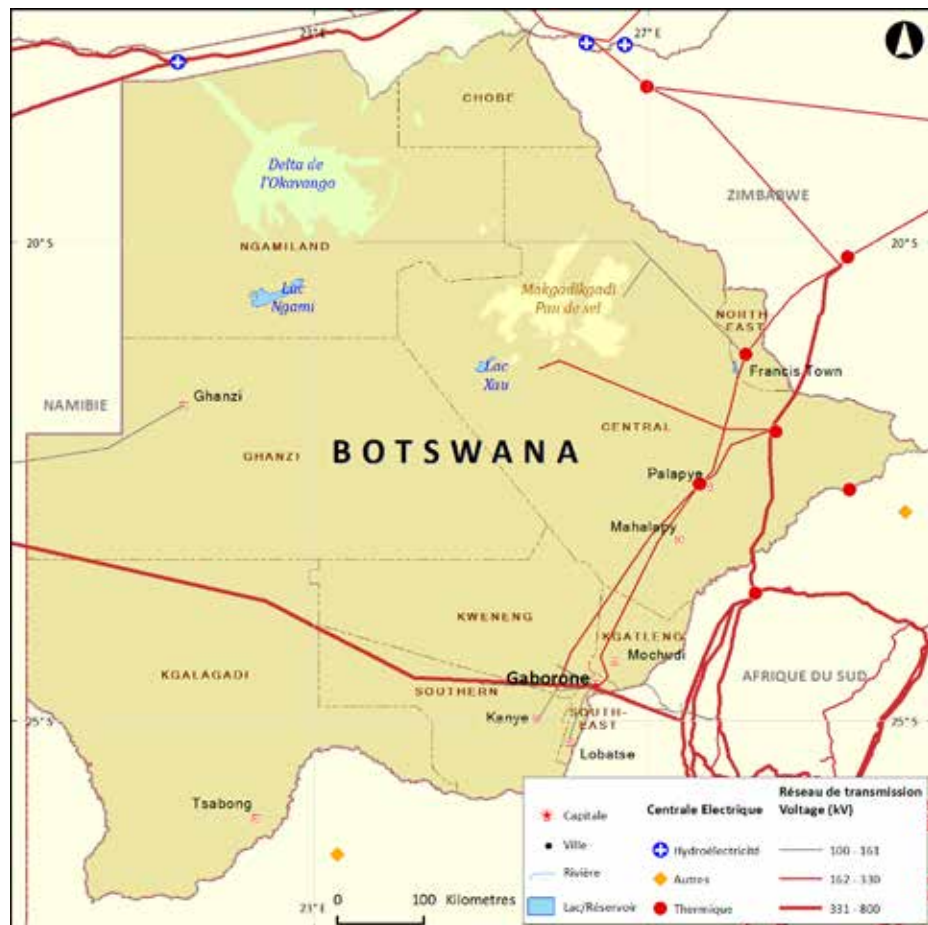 23° E
27° E
CHOBE
Delta de
l'Okavango
ZIMBABWE
20° S
20° S
NGAMILAND
Makgadikgadi
Pan de sel
Lac
Ngami
NORTH
EAST
Francis Town
Lac
Xau
Ghanzi
NAMIBIE
CENTRAL
BOTSWANA
GHANZI
Palapye
Mahalapy
KWENENG
KGATLENG
Mochudi
KGALAGADI
Gaborone
AFRIQUE DU SUD
SOUTHERN
Kanye
SOUTH-
EAST
25° S
25° S
Lobatse
Tsabong
Capitale
Ville
Rivière
Lac/Réservoir
Centrale Electrique
Hydroélectricité
Autres
Thermique
Réseau de transmission
Voltage (kV)
100 - 161
162 - 330
331 - 800
0 100 Kilometres
23° E